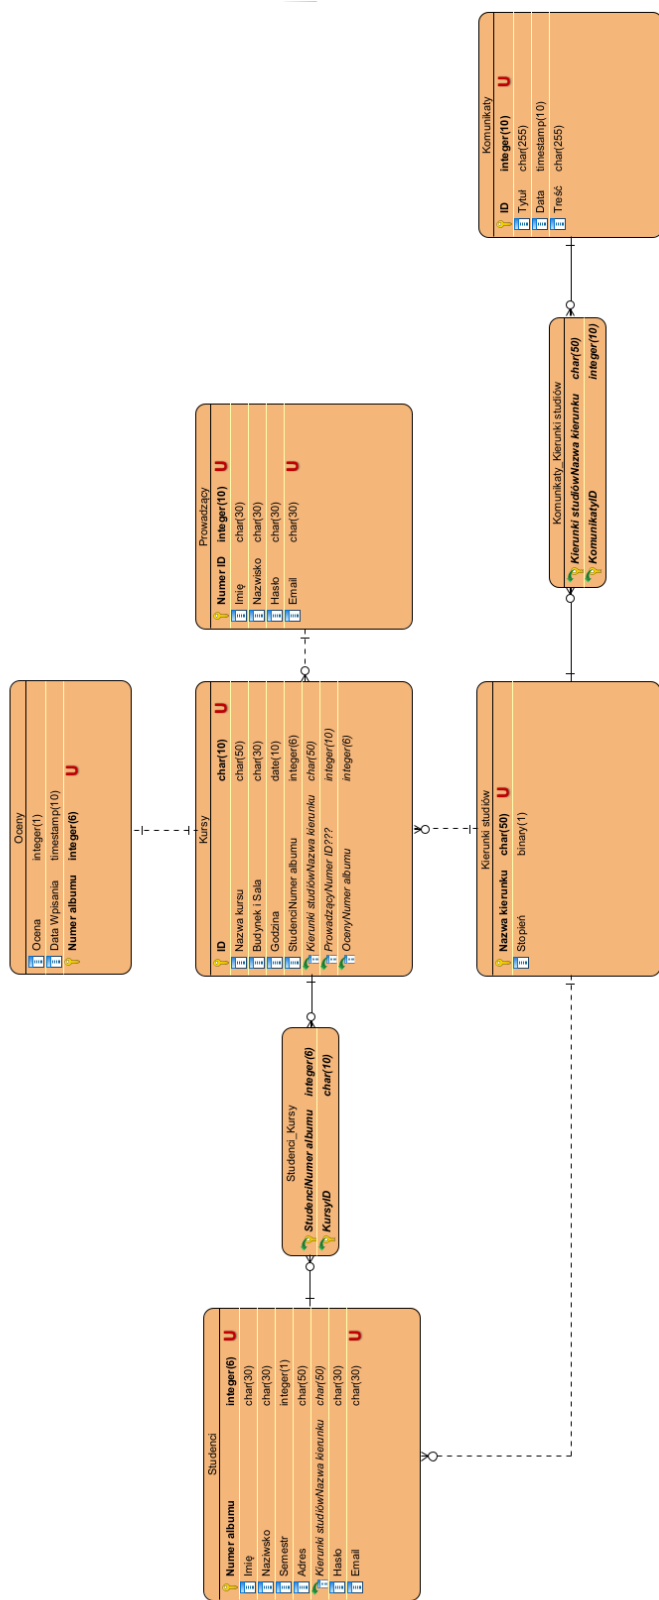 Studenci
Numer albumu integer(6) U
Imię char(30)
Naziwsko char(30)
Semestr integer(1)
Adres char(50)
Kierunki studiówNazwa kierunku char(50)
Hasło char(30)
Email char(30) U
Studenci_Kursy
StudenciNumer albumu integer(6)
KursyID char(10)
Oceny
Ocena integer(1)
Data Wpisania timestamp(10)
Numer albumu integer(6) U
Kursy
ID char(10) U
Nazwa kursu char(50)
Budynek i Sala char(30)
Godzina date(10)
StudenciNumer albumu integer(6)
Kierunki studiówNazwa kierunku char(50)
ProwadzącyNumer ID??? integer(10)
OcenyNumer albumu integer(6)
Kierunki studiów
Nazwa kierunku char(50) U
Stopień binary(1)
Prowadzący
Numer ID integer(10) U
Imię char(30)
Nazwisko char(30)
Hasło char(30)
Email char(30) U
Komunikaty_Kierunki studiów
Kierunki studiówNazwa kierunku char(50)
KomunikatyID integer(10)
Komunikaty
ID integer(10) U
Tytuł char(255)
Data timestamp(10)
Treść char(255)